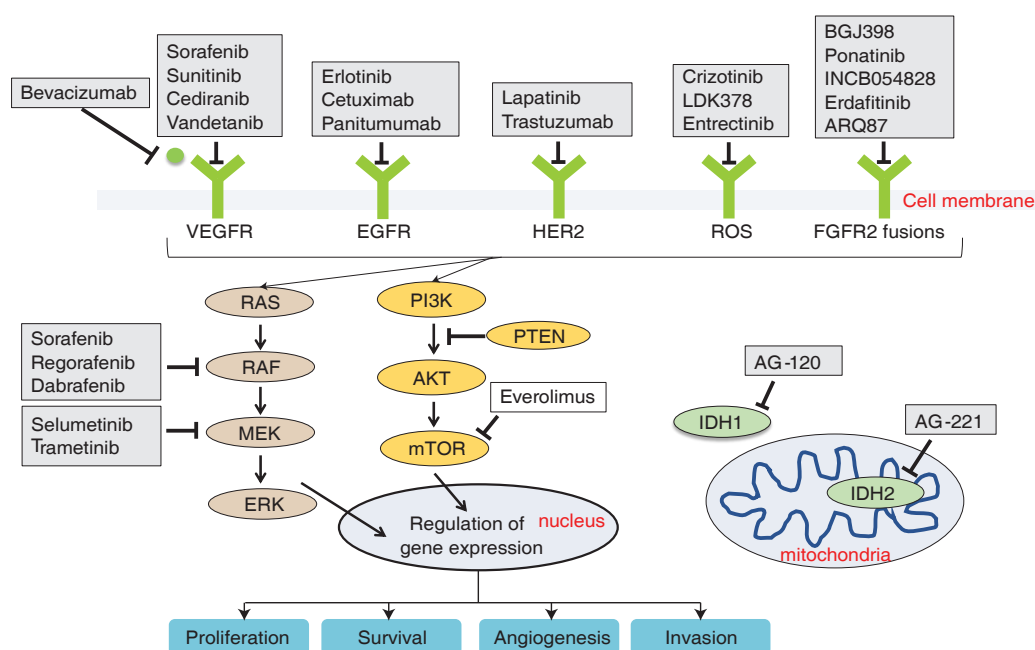 Bevacizumab
Sorafenib
Sunitinib
Cediranib
Vandetanib
Erlotinib
Cetuximab
Panitumumab
Lapatinib
Trastuzumab
Crizotinib
LDK378
Entrectinib
BGJ398
Ponatinib
INCB054828
Erdafitinib
ARQ87
Cell membrane
VEGFR
EGFR
HER2
ROS
FGFR2 fusions
RAS
PI3K
PTEN
Sorafenib
Regorafenib
Dabrafenib
RAF
AKT
Everolimus
Selumetinib
Trametinib
MEK
mTOR
ERK
AG-120
IDH1
AG-221
IDH2
mitochondria
Regulation of
gene expression
nucleus
Proliferation
Survival
Angiogenesis
Invasion